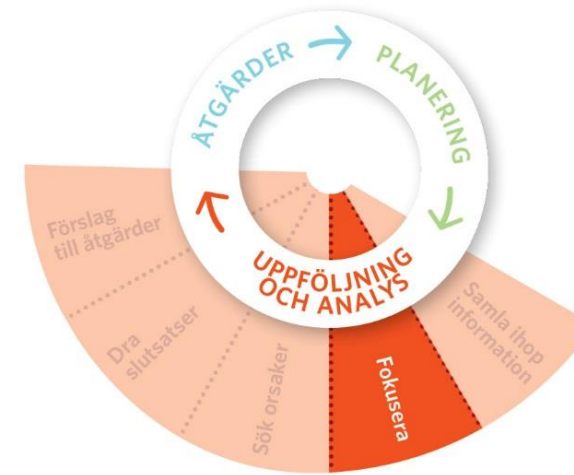 ÅTGÄRDER
PLANERING
UPPFÖLJNING
OCH ANALYS
Samla ihop
information
Fokusera
Sök orsaker
Dra
slutsatser
Förslag
till åtgärder